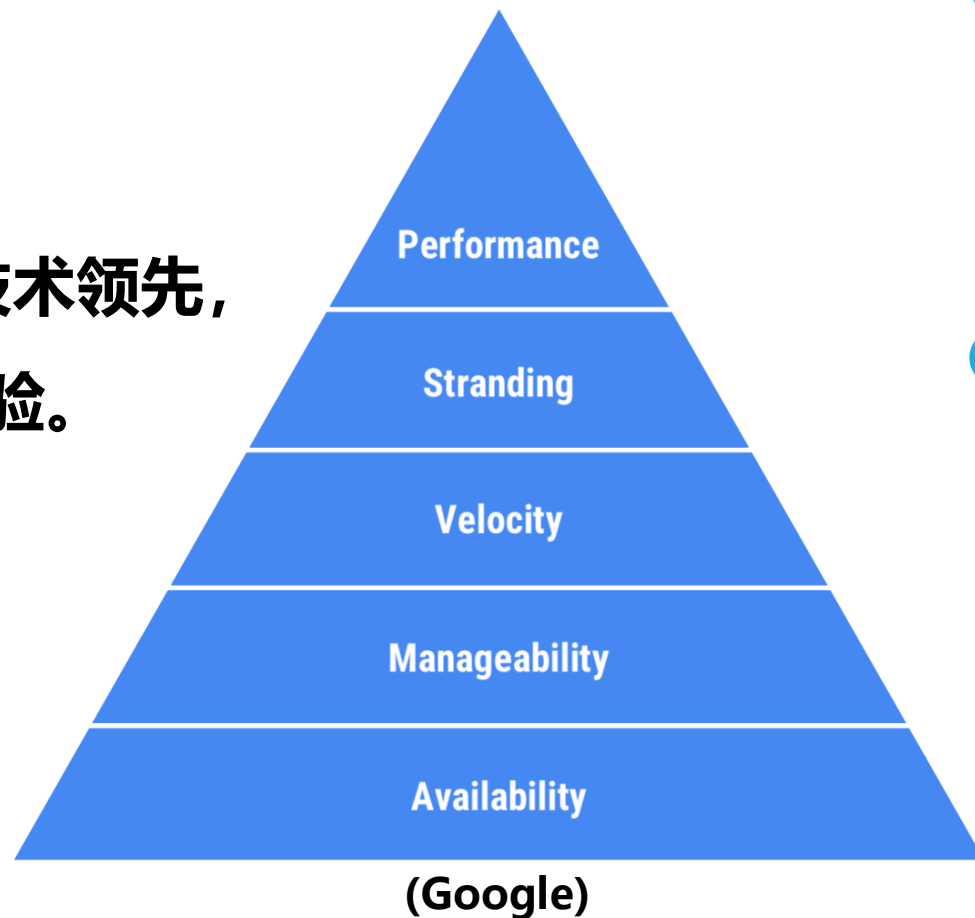 Performance
技术领先，
Stranding
验。
Velocity
Manageability
Availability
(Google)